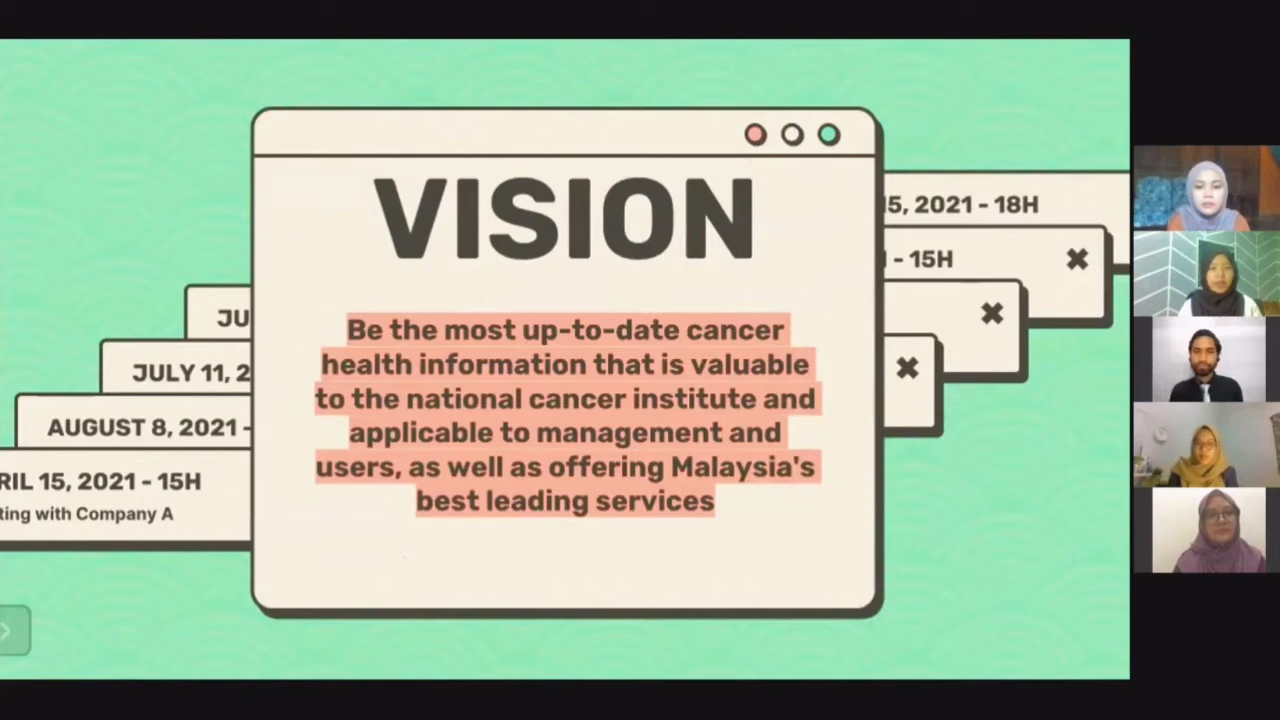 VISION
Be the most up-to-date cancer
health information that is valuable
to the national cancer institute and
applicable to management and
users, as well as offering Malaysia's
best leading services
JU
JULY 11, 2
AUGUST 8, 2021 -
RIL 15, 2021 - 15H
ting with Company A
15, 2021 - 18H
- 15H